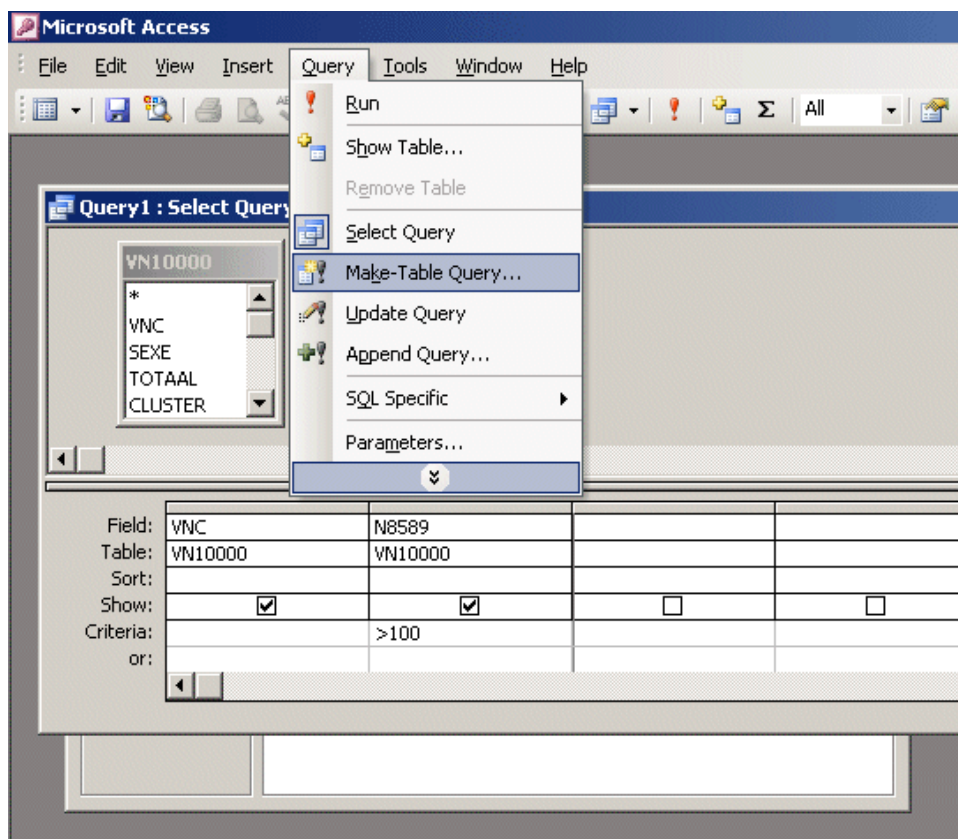 Microsoft Access
File Edit View Insert Query Tools Window Help
All
Run
Show Table...
Remove Table
Select Query
Make-Table Query...
Update Query
Append Query...
SQL Specific
Parameters...
Query1 : Select Query
VN10000
*
VNC
SEXE
TOTAAL
CLUSTER
Field: VNC N8589
Table: VN10000 VN10000
Sort:
Show:
Criteria: >100
or: